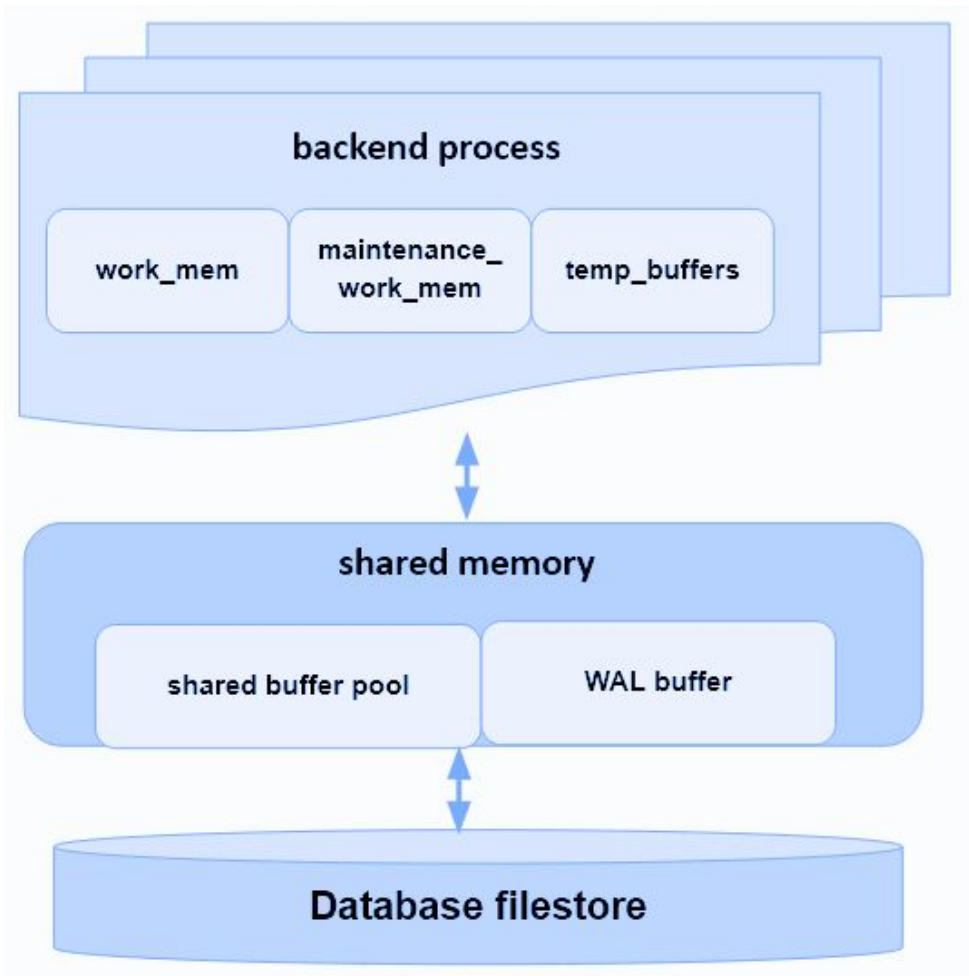 backend process
work_mem
maintenance_
work_mem
temp_buffers
shared memory
shared buffer pool
WAL buffer
Database filestore